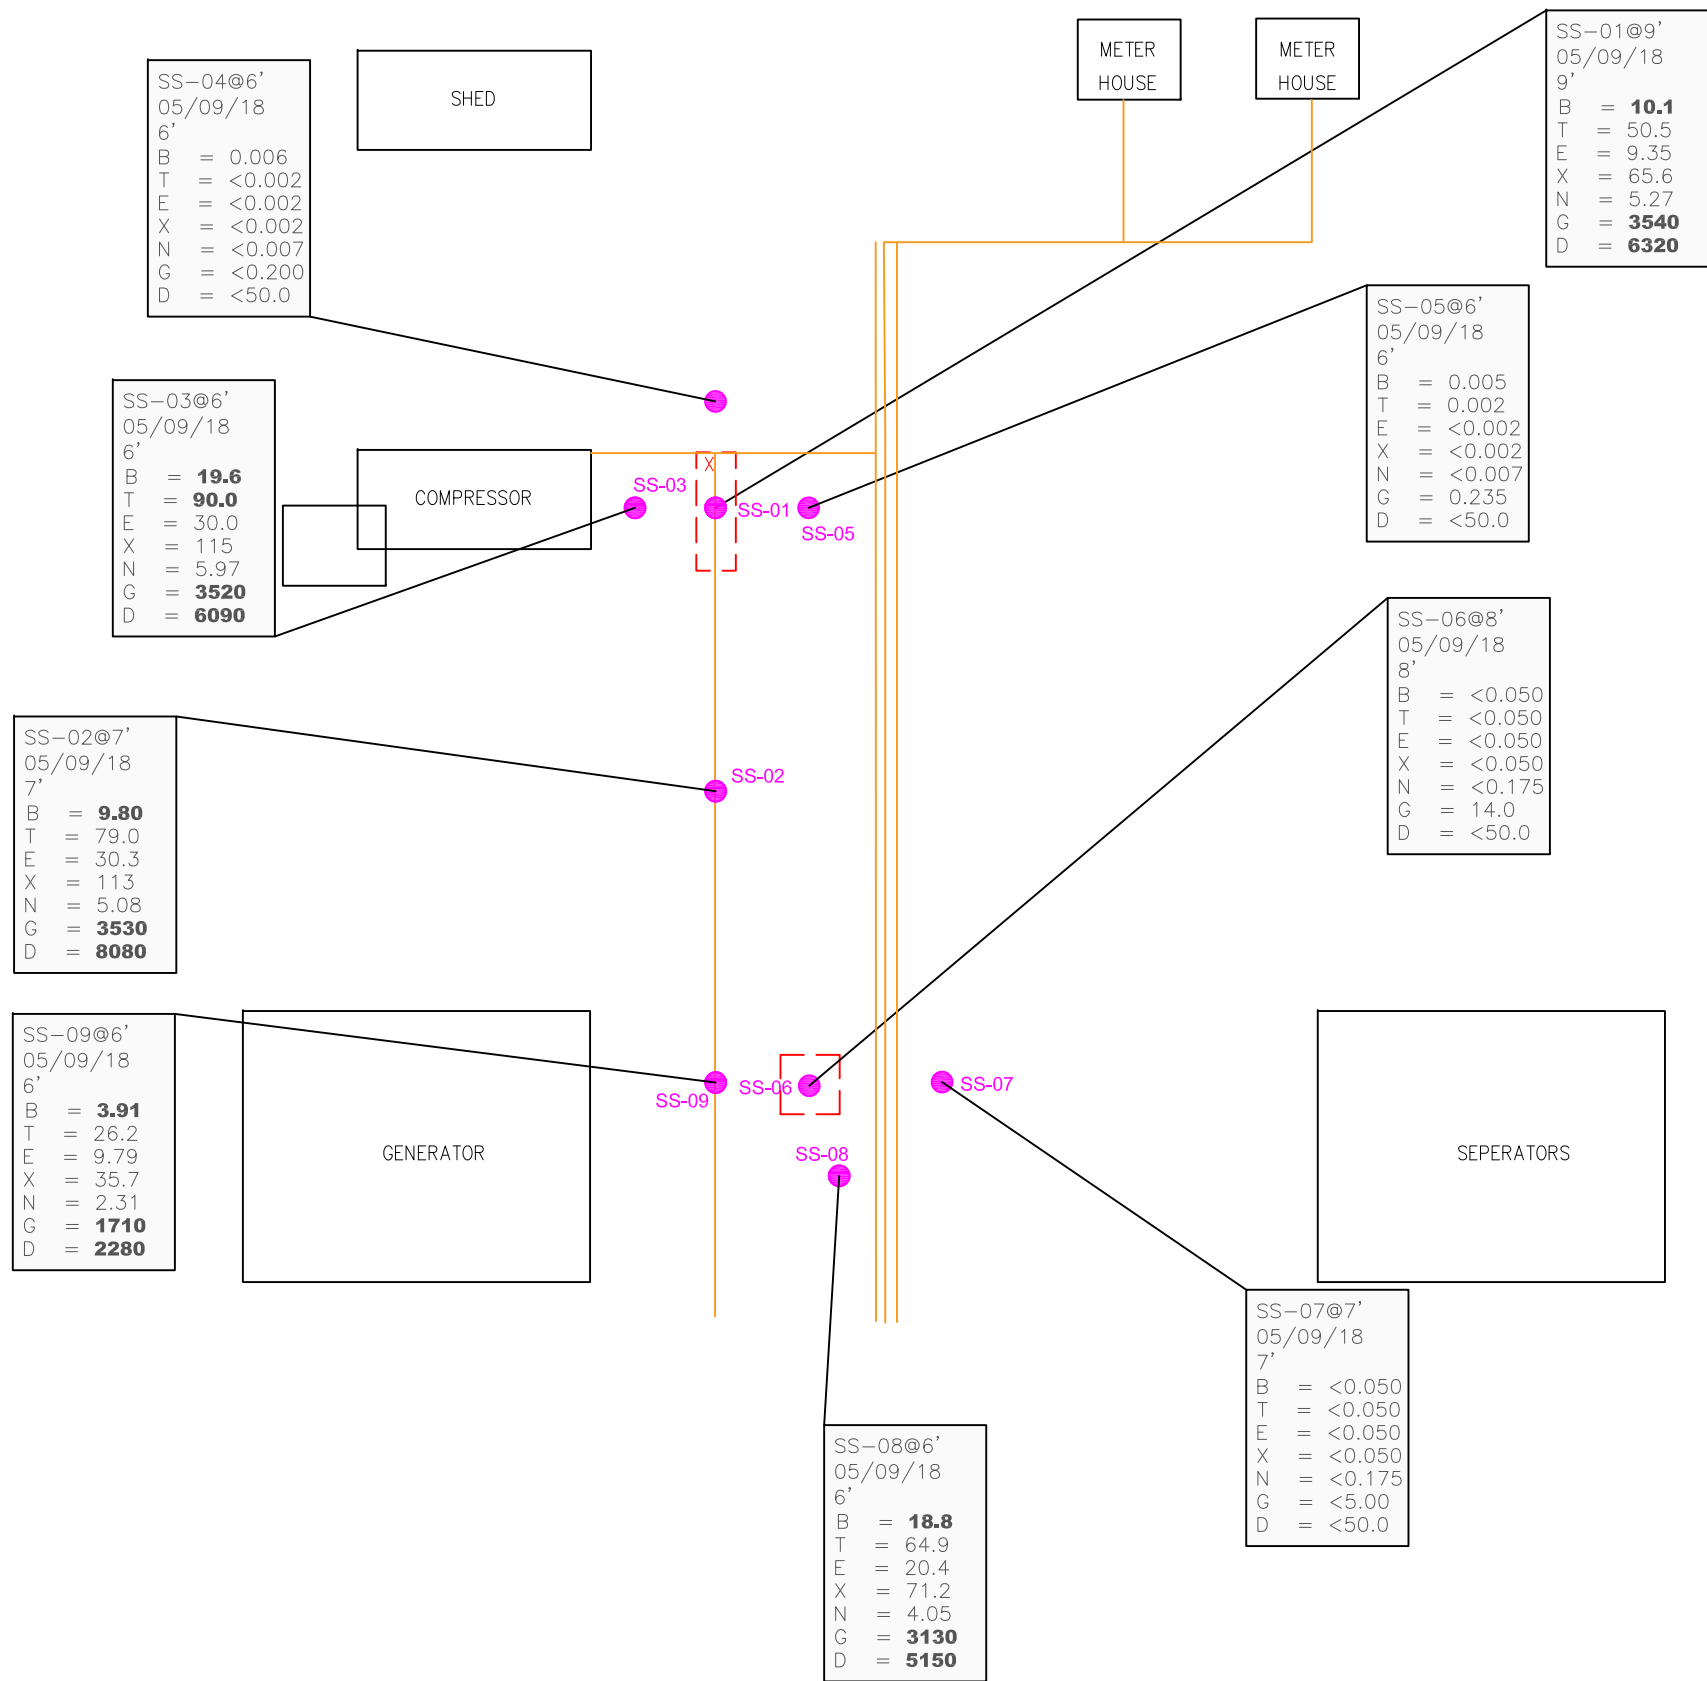 SS-04@6'
05/09/18
6'
B = 0.006
T = <0.002
E = <0.002
X = <0.002
N = <0.007
G = <0.200
D = <50.0
SHED
METER
HOUSE
METER
HOUSE
SS-01@9'
05/09/18
9'
B = 10.1
T = 50.5
E = 9.35
X = 65.6
N = 5.27
G = 3540
D = 6320
SS-05@6'
05/09/18
6'
B = 0.005
T = 0.002
E = <0.002
X = <0.002
N = <0.007
G = 0.235
D = <50.0
SS-03@6'
05/09/18
6'
B = 19.6
T = 90.0
E = 30.0
X = 115
N = 5.97
G = 3520
D = 6090
COMPRESSOR
X
SS-03
SS-01
SS-05
SS-06@8'
05/09/18
8'
B = <0.050
T = <0.050
E = <0.050
X = <0.050
N = <0.175
G = 14.0
D = <50.0
SS-02@7'
05/09/18
7'
B = 9.80
T = 79.0
E = 30.3
X = 113
N = 5.08
G = 3530
D = 8080
SS-02
SS-09@6'
05/09/18
6'
B = 3.91
T = 26.2
E = 9.79
X = 35.7
N = 2.31
G = 1710
D = 2280
GENERATOR
SS-09
SS-06
SS-07
SS-08
SEPERATORS
SS-07@7'
05/09/18
7'
B = <0.050
T = <0.050
E = <0.050
X = <0.050
N = <0.175
G = <5.00
D = <50.0
SS-08@6'
05/09/18
6'
B = 18.8
T = 64.9
E = 20.4
X = 71.2
N = 4.05
G = 3130
D = 5150